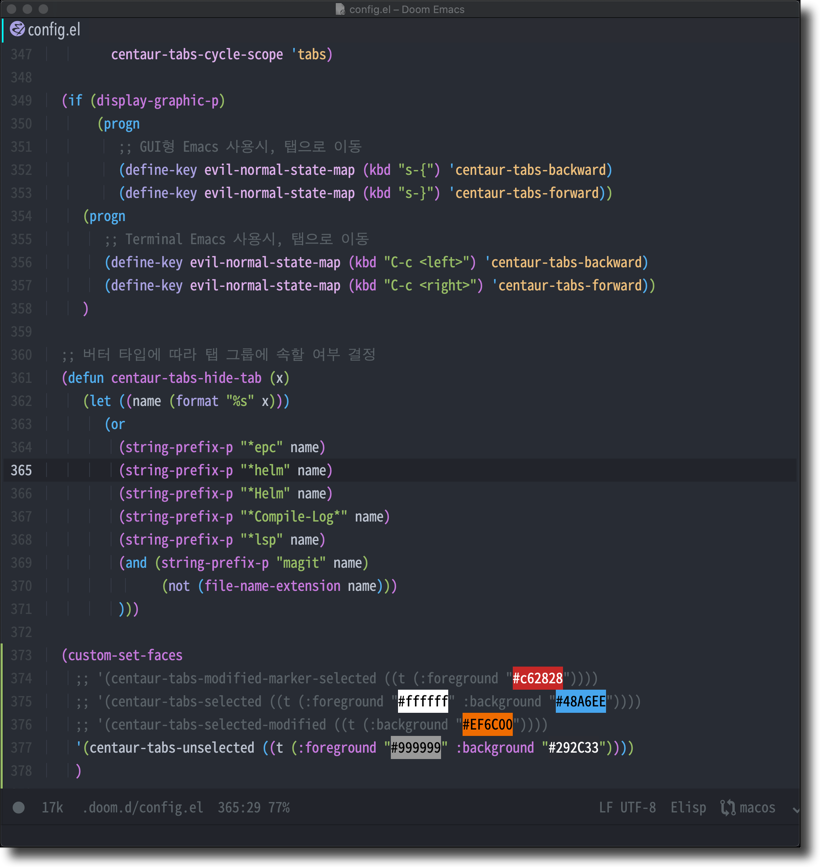 config.el – Doom Emacs
config.el
347 centaur-tabs-cycle-scope 'tabs)
348
349 (if (display-graphic-p)
350 (progn
351 ;; GUI형 Emacs 사용시, 탭으로 이동
352 (define-key evil-normal-state-map (kbd "s-{") 'centaur-tabs-backward)
353 (define-key evil-normal-state-map (kbd "s-}") 'centaur-tabs-forward))
354 (progn
355 ;; Terminal Emacs 사용시, 탭으로 이동
356 (define-key evil-normal-state-map (kbd "C-c <left>") 'centaur-tabs-backward)
357 (define-key evil-normal-state-map (kbd "C-c <right>") 'centaur-tabs-forward))
358 )
359
360 ;; 버터 타입에 따라 탭 그룹에 속할 여부 결정
361 (defun centaur-tabs-hide-tab (x)
362 (let ((name (format "%s" x)))
363 (or
364 (string-prefix-p "*epc" name)
365 (string-prefix-p "*helm" name)
366 (string-prefix-p "*Helm" name)
367 (string-prefix-p "*Compile-Log*" name)
368 (string-prefix-p "*lsp" name)
369 (and (string-prefix-p "magit" name)
370 (not (file-name-extension name)))
371 )))
372
373 (custom-set-faces
374 ;; '(centaur-tabs-modified-marker-selected ((t (:foreground "#c62828"))))
375 ;; '(centaur-tabs-selected ((t (:foreground "#ffffff" :background "#48A6EE"))))
376 ;; '(centaur-tabs-selected-modified ((t (:background "#EF6C00"))))
377 '(centaur-tabs-unselected ((t (:foreground "#999999" :background "#292C33"))))
378 )
17k .doom.d/config.el 365:29 77% LF UTF-8 Elisp macos